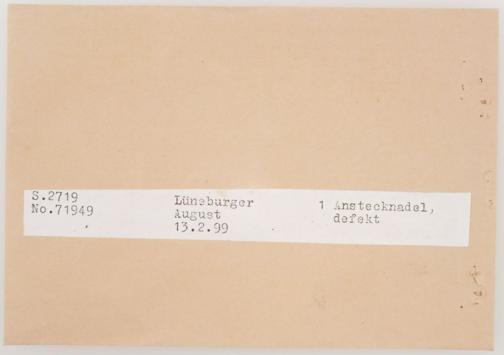 S.2719 Lüneburger 1 Anstecknadel,
No.71949 August defekt
13.2.99